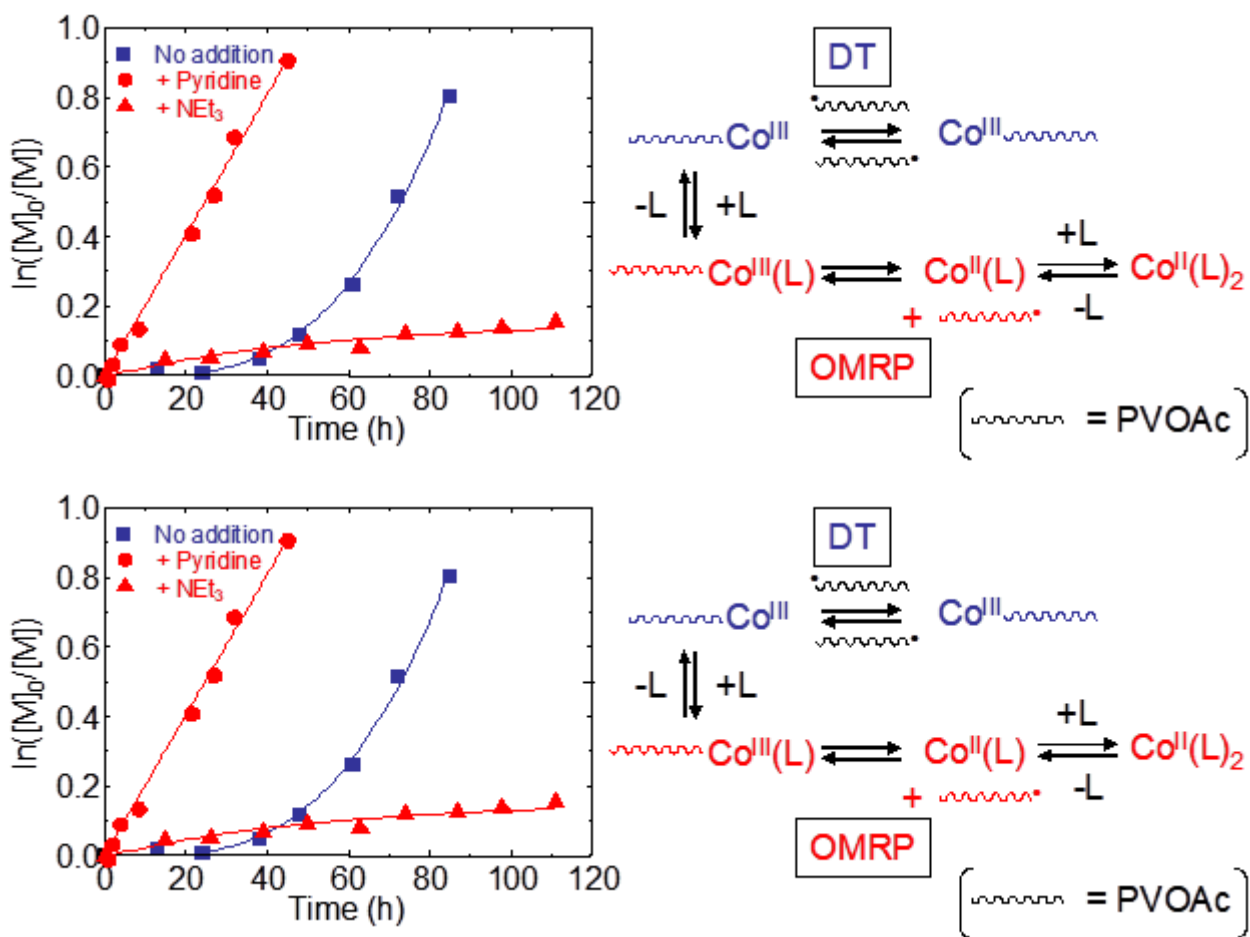 1.0
0.8
0.6
0.4
0.2
0.0
ln([M]₀/[M])
No addition
+ Pyridine
+ NEt₃
0 20 40 60 80 100 120
Time (h)
DT
Coᴵᴵᴵ Coᴵᴵᴵ
-L +L
Coᴵᴵᴵ(L) Coᴵᴵ(L) +L Coᴵᴵ(L)₂
+ -L
OMRP
= PVOAc
1.0
0.8
0.6
0.4
0.2
0.0
ln([M]₀/[M])
No addition
+ Pyridine
+ NEt₃
0 20 40 60 80 100 120
Time (h)
DT
Coᴵᴵᴵ Coᴵᴵᴵ
-L +L
Coᴵᴵᴵ(L) Coᴵᴵ(L) +L Coᴵᴵ(L)₂
+ -L
OMRP
= PVOAc